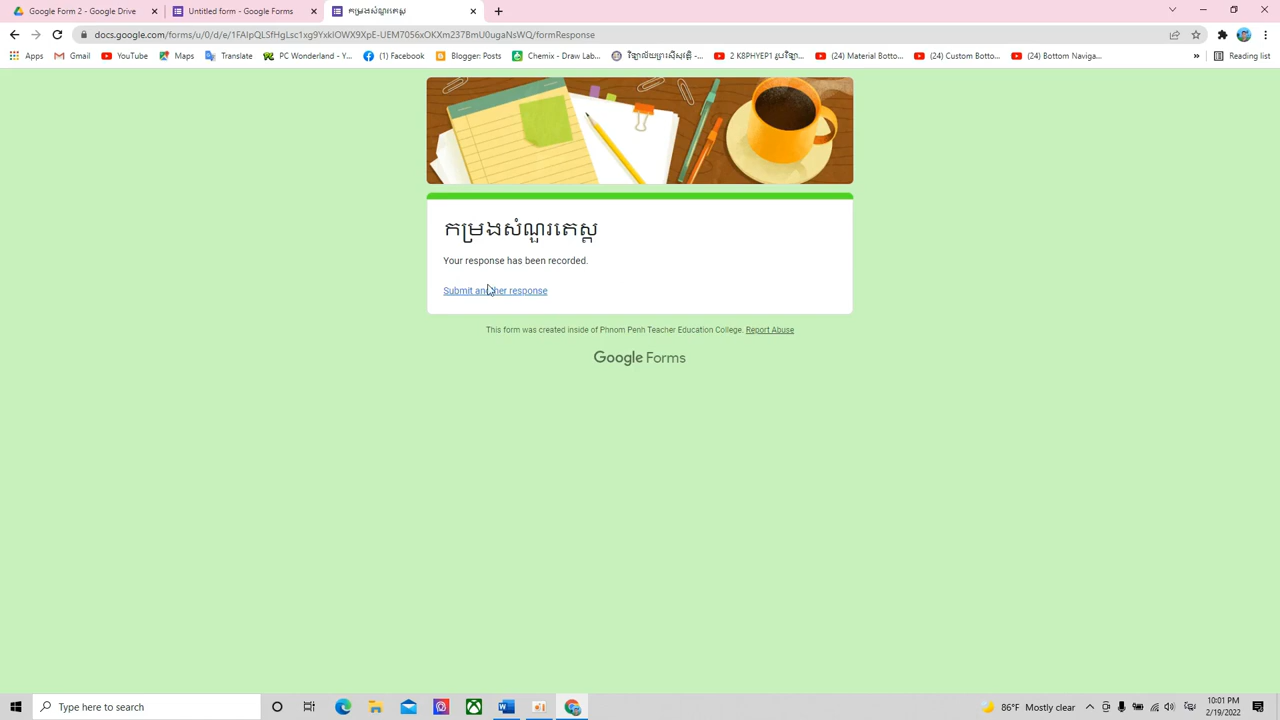 Google Form 2 - Google Drive
Untitled form - Google Forms
កម្រងសំណួរតេស្ត
docs.google.com/forms/u/0/d/e/1FAIpQLSfHgLsc1xg9YxkIOWX9XpE-UEM7056xOKXm237BmU0ugaNsWQ/formResponse
Apps
Gmail
YouTube
Maps
Translate
PC Wonderland - Y...
(1) Facebook
Blogger: Posts
Chemix - Draw Lab...
2 K8PHYEP1 រូបវិទ្យា...
(24) Material Botto...
(24) Custom Botto...
(24) Bottom Naviga...
»
Reading list
កម្រងសំណួរតេស្ត
Your response has been recorded.
Submit another response
This form was created inside of Phnom Penh Teacher Education College. Report Abuse
Google Forms
Type here to search
86°F Mostly clear
10:01 PM
2/19/2022